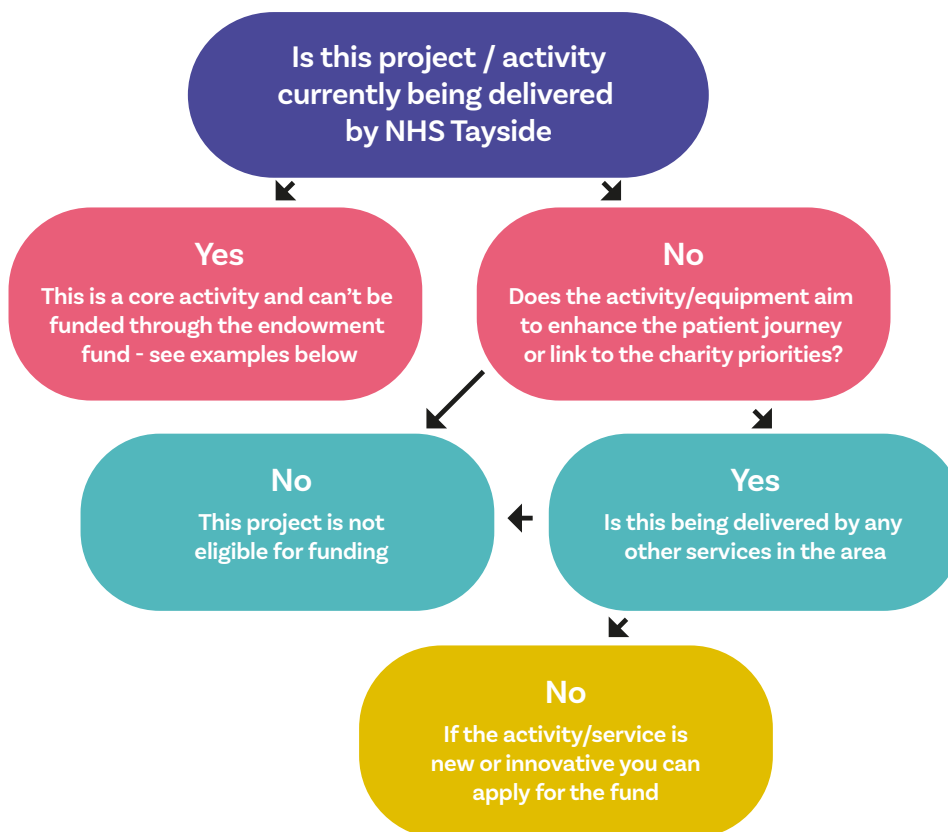 Is this project / activity
currently being delivered
by NHS Tayside
Yes
This is a core activity and can't be
funded through the endowment
fund - see examples below
No
Does the activity/equipment aim
to enhance the patient journey
or link to the charity priorities?
No
This project is not
eligible for funding
Yes
Is this being delivered by any
other services in the area
No
If the activity/service is
new or innovative you can
apply for the fund